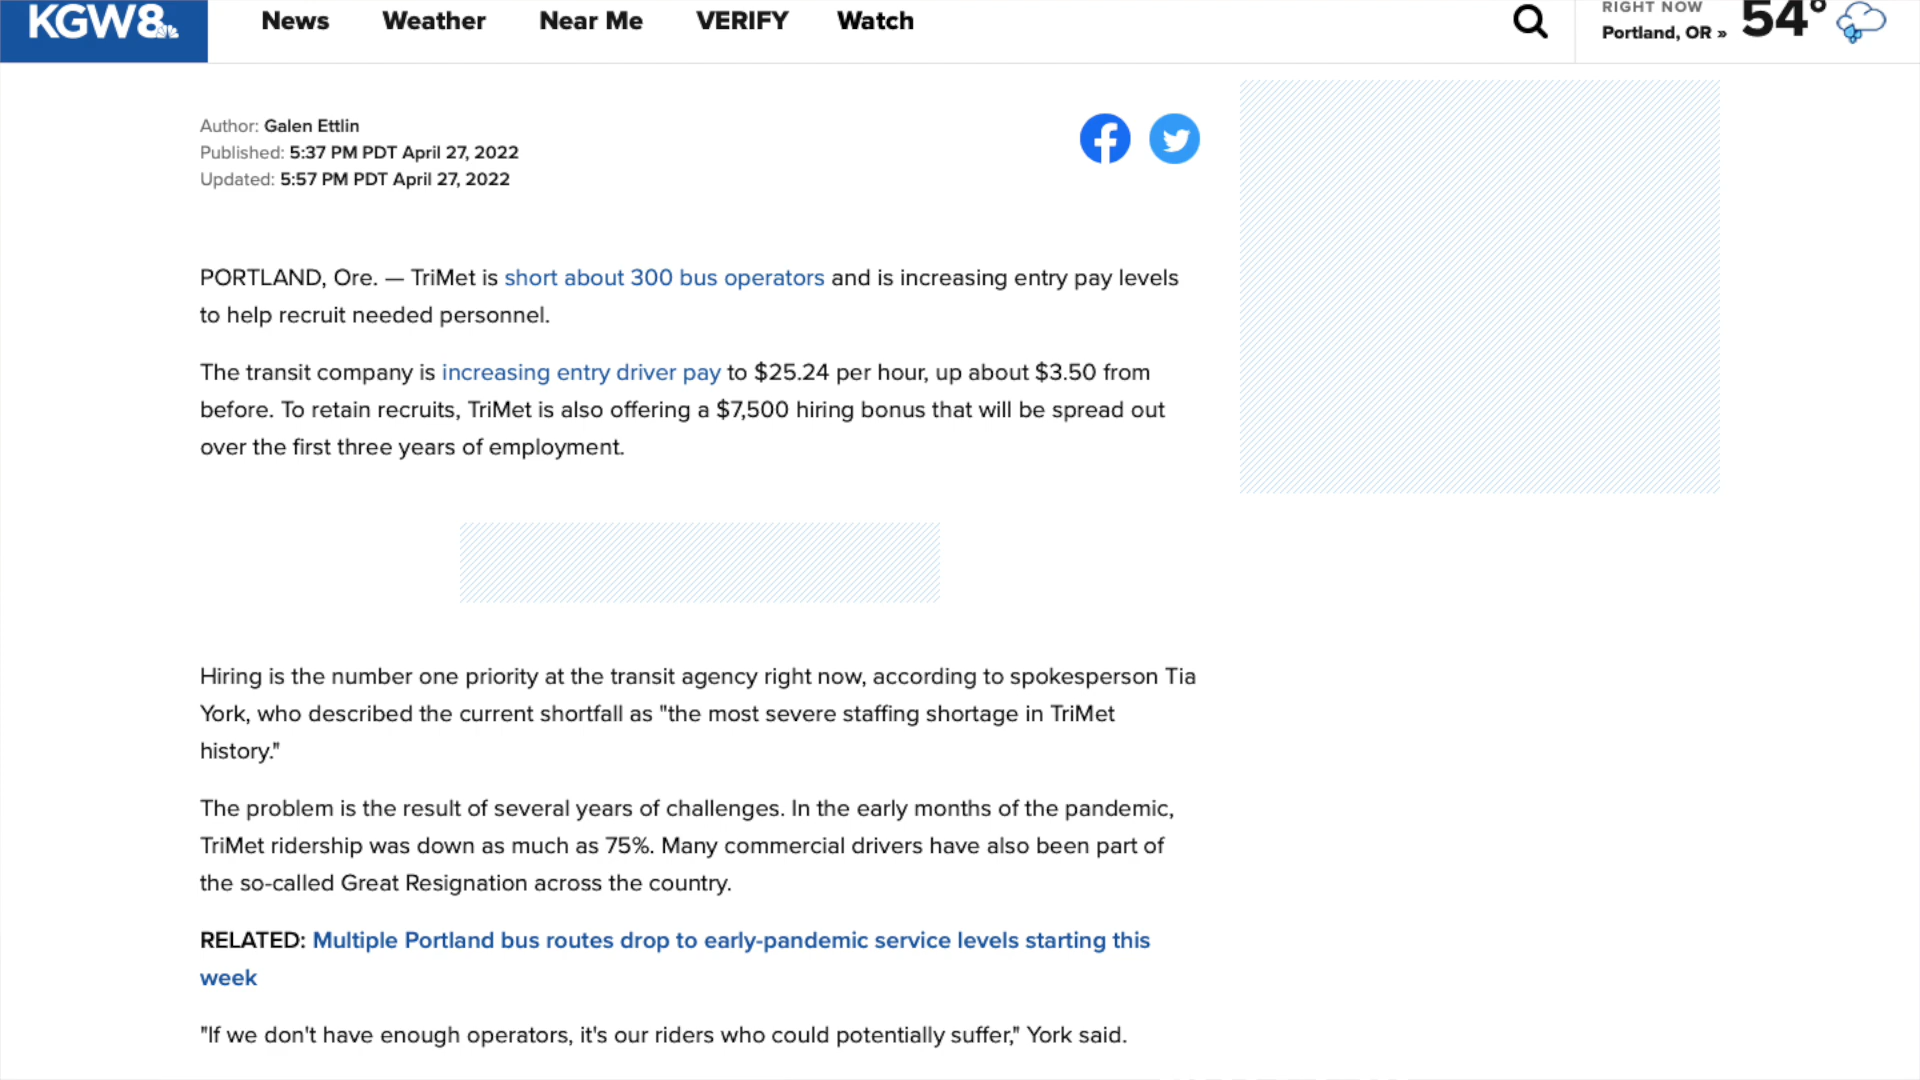 KGW8
News Weather Near Me VERIFY Watch
RIGHT NOW
Portland, OR »
54°
Author: Galen Ettlin
Published: 5:37 PM PDT April 27, 2022
Updated: 5:57 PM PDT April 27, 2022
PORTLAND, Ore. — TriMet is short about 300 bus operators and is increasing entry pay levels
to help recruit needed personnel.
The transit company is increasing entry driver pay to $25.24 per hour, up about $3.50 from
before. To retain recruits, TriMet is also offering a $7,500 hiring bonus that will be spread out
over the first three years of employment.
Hiring is the number one priority at the transit agency right now, according to spokesperson Tia
York, who described the current shortfall as "the most severe staffing shortage in TriMet
history."
The problem is the result of several years of challenges. In the early months of the pandemic,
TriMet ridership was down as much as 75%. Many commercial drivers have also been part of
the so-called Great Resignation across the country.
RELATED: Multiple Portland bus routes drop to early-pandemic service levels starting this
week
"If we don't have enough operators, it's our riders who could potentially suffer," York said.